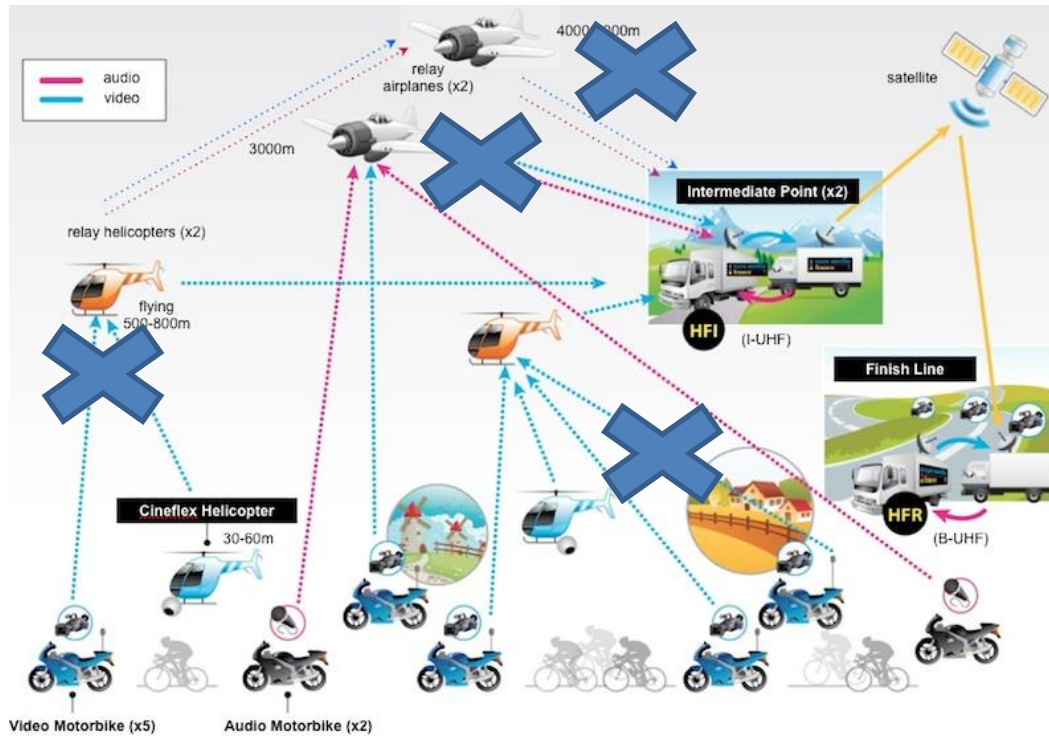 audio
video
relay
airplanes (x2)
satellite
3000m
Intermediate Point (x2)
relay helicopters (x2)
flying
500-800m
HFI
(I-UHF)
Finish Line
HFR
(B-UHF)
Cineflex Helicopter
30-60m
Video Motorbike (x5)
Audio Motorbike (x2)